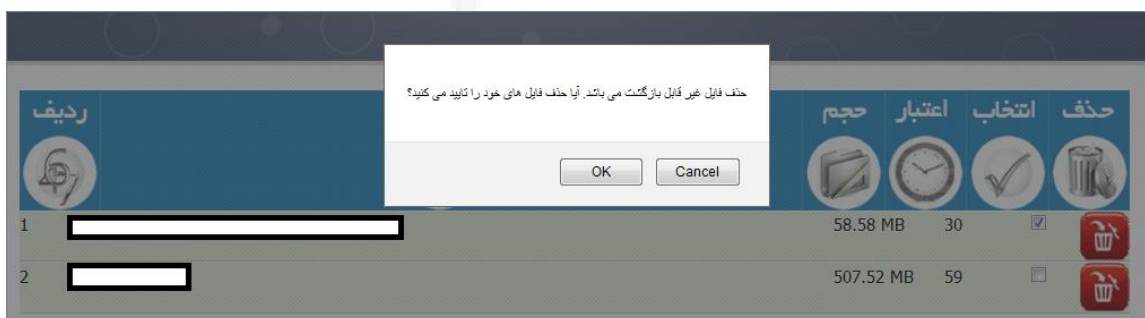 حذف فایل غیر قابل بازگشت می باشد. آیا حذف فایل های خود را تایید می کنید؟
OK Cancel
ردیف حجم اعتبار انتخاب حذف
1 58.58 MB 30
2 507.52 MB 59